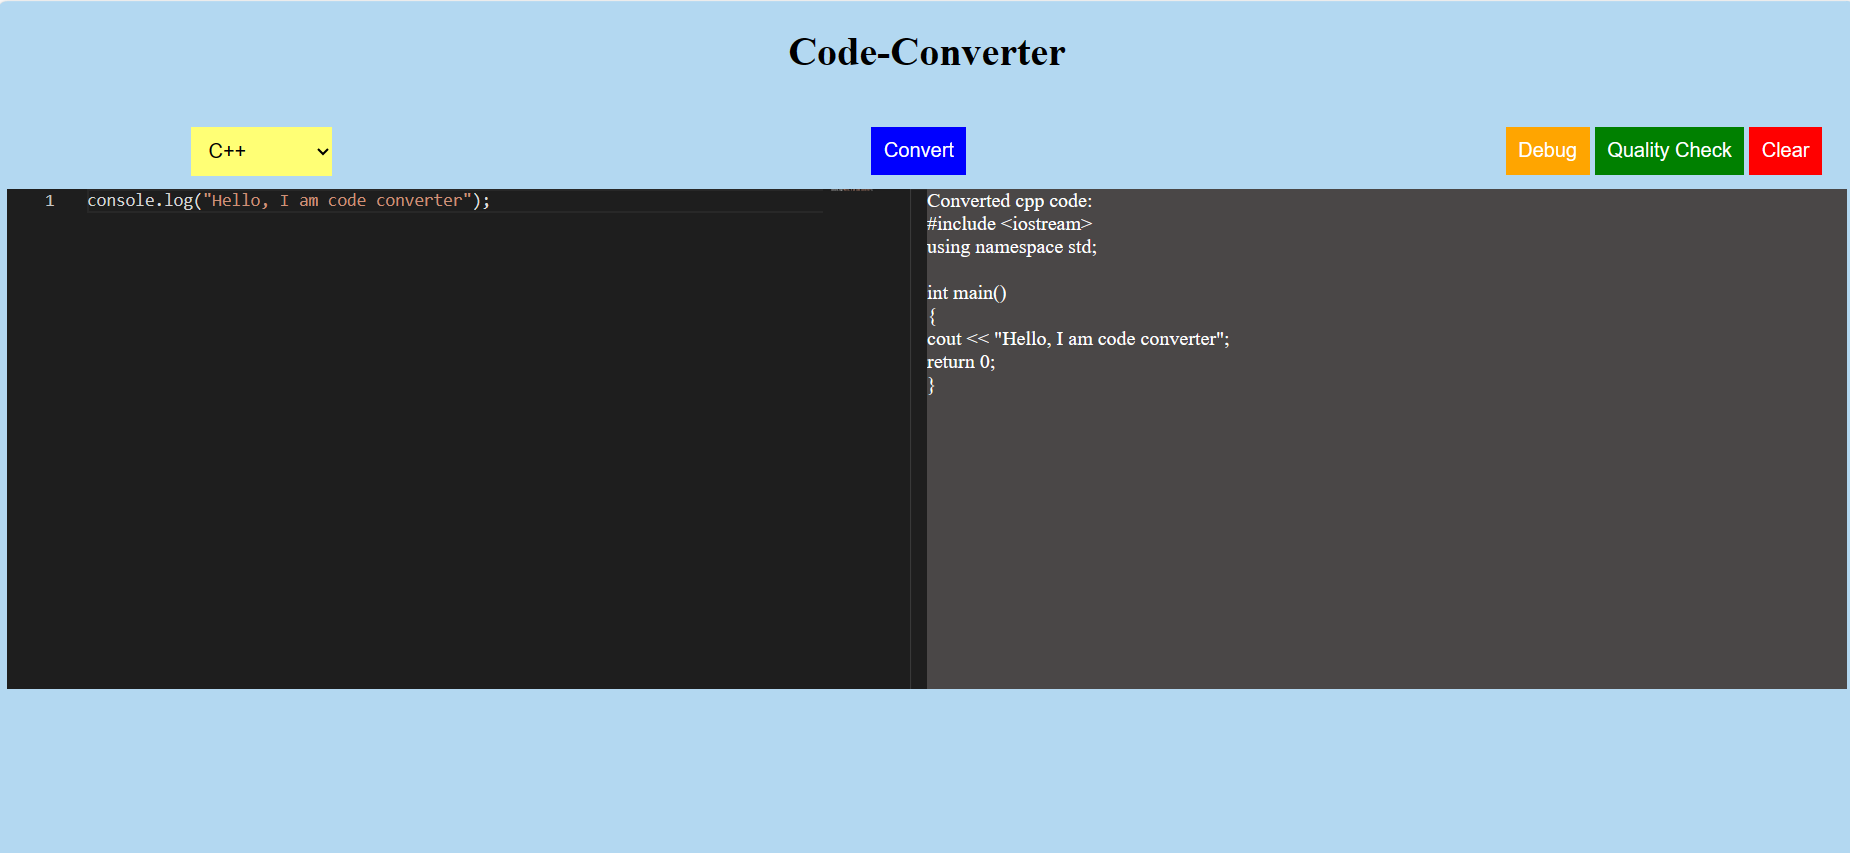 Code-Converter
C++
Convert
Debug
Quality Check
Clear
1
console.log("Hello, I am code converter");
Converted cpp code:
#include <iostream>
using namespace std;
int main()
{
cout << "Hello, I am code converter";
return 0;
}